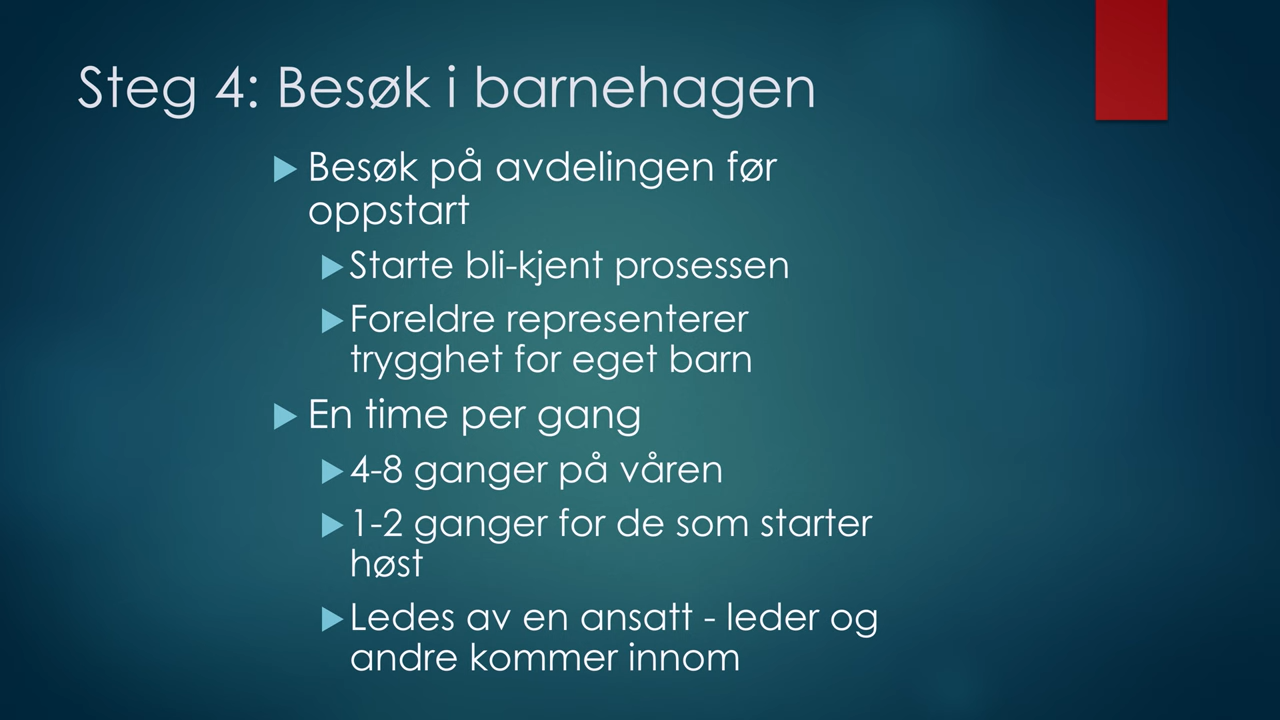 Steg 4: Besøk i barnehagen
Besøk på avdelingen før
oppstart
Starte bli-kjent prosessen
Foreldre representerer
trygghet for eget barn
En time per gang
4-8 ganger på våren
1-2 ganger for de som starter
høst
Ledes av en ansatt - leder og
andre kommer innom